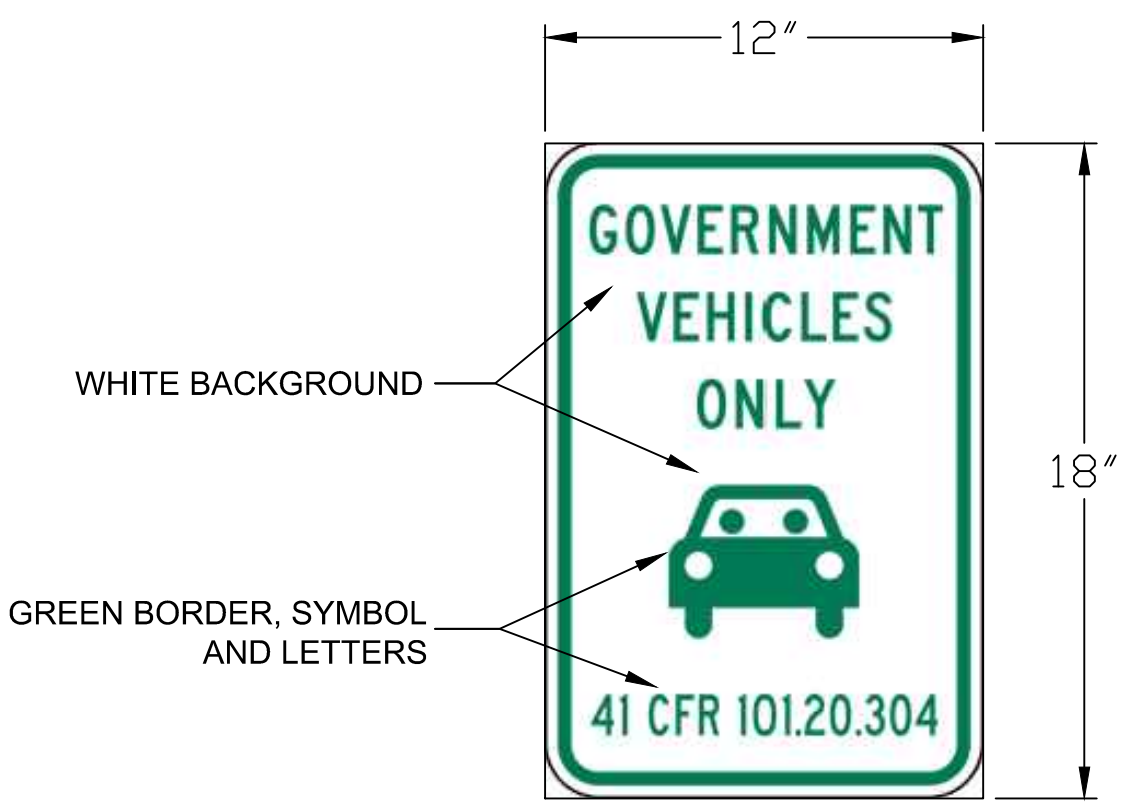 12"
GOVERNMENT
VEHICLES
ONLY
WHITE BACKGROUND
18"
GREEN BORDER, SYMBOL
AND LETTERS
41 CFR 101.20.304